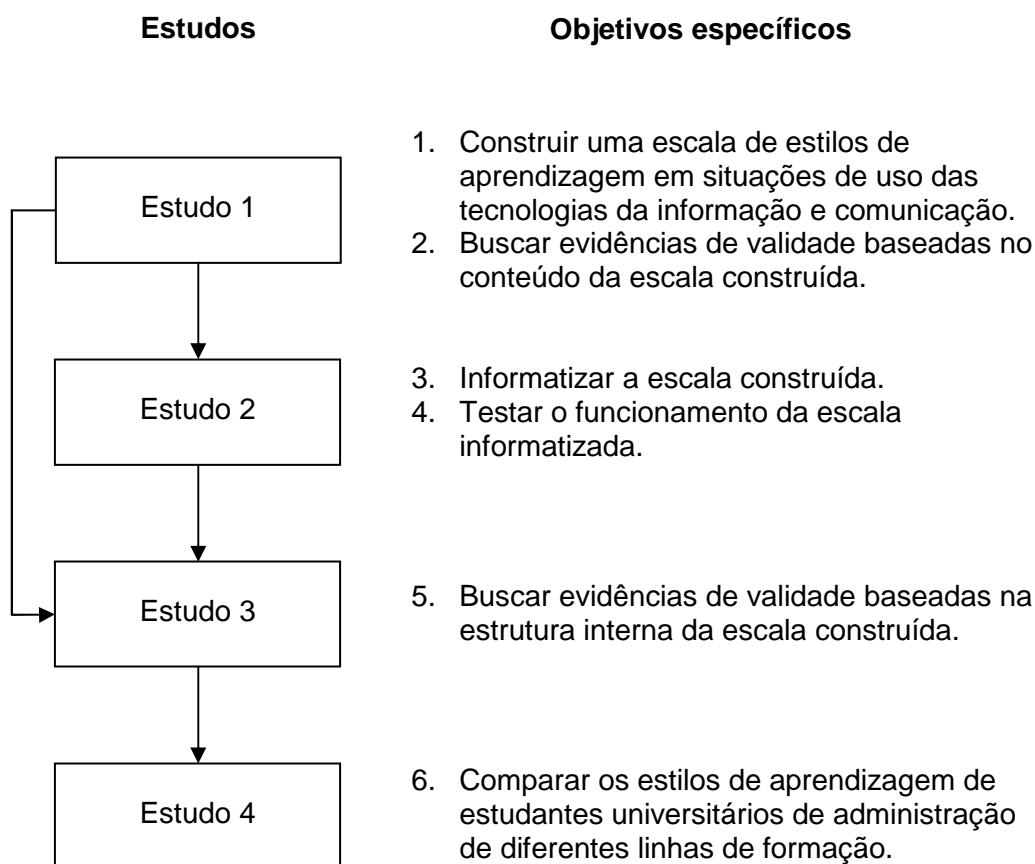 Estudos
Objetivos específicos
Estudo 1
1. Construir uma escala de estilos de
aprendizagem em situações de uso das
tecnologias da informação e comunicação.
2. Buscar evidências de validade baseadas no
conteúdo da escala construída.
Estudo 2
3. Informatizar a escala construída.
4. Testar o funcionamento da escala
informatizada.
Estudo 3
5. Buscar evidências de validade baseadas na
estrutura interna da escala construída.
Estudo 4
6. Comparar os estilos de aprendizagem de
estudantes universitários de administração
de diferentes linhas de formação.